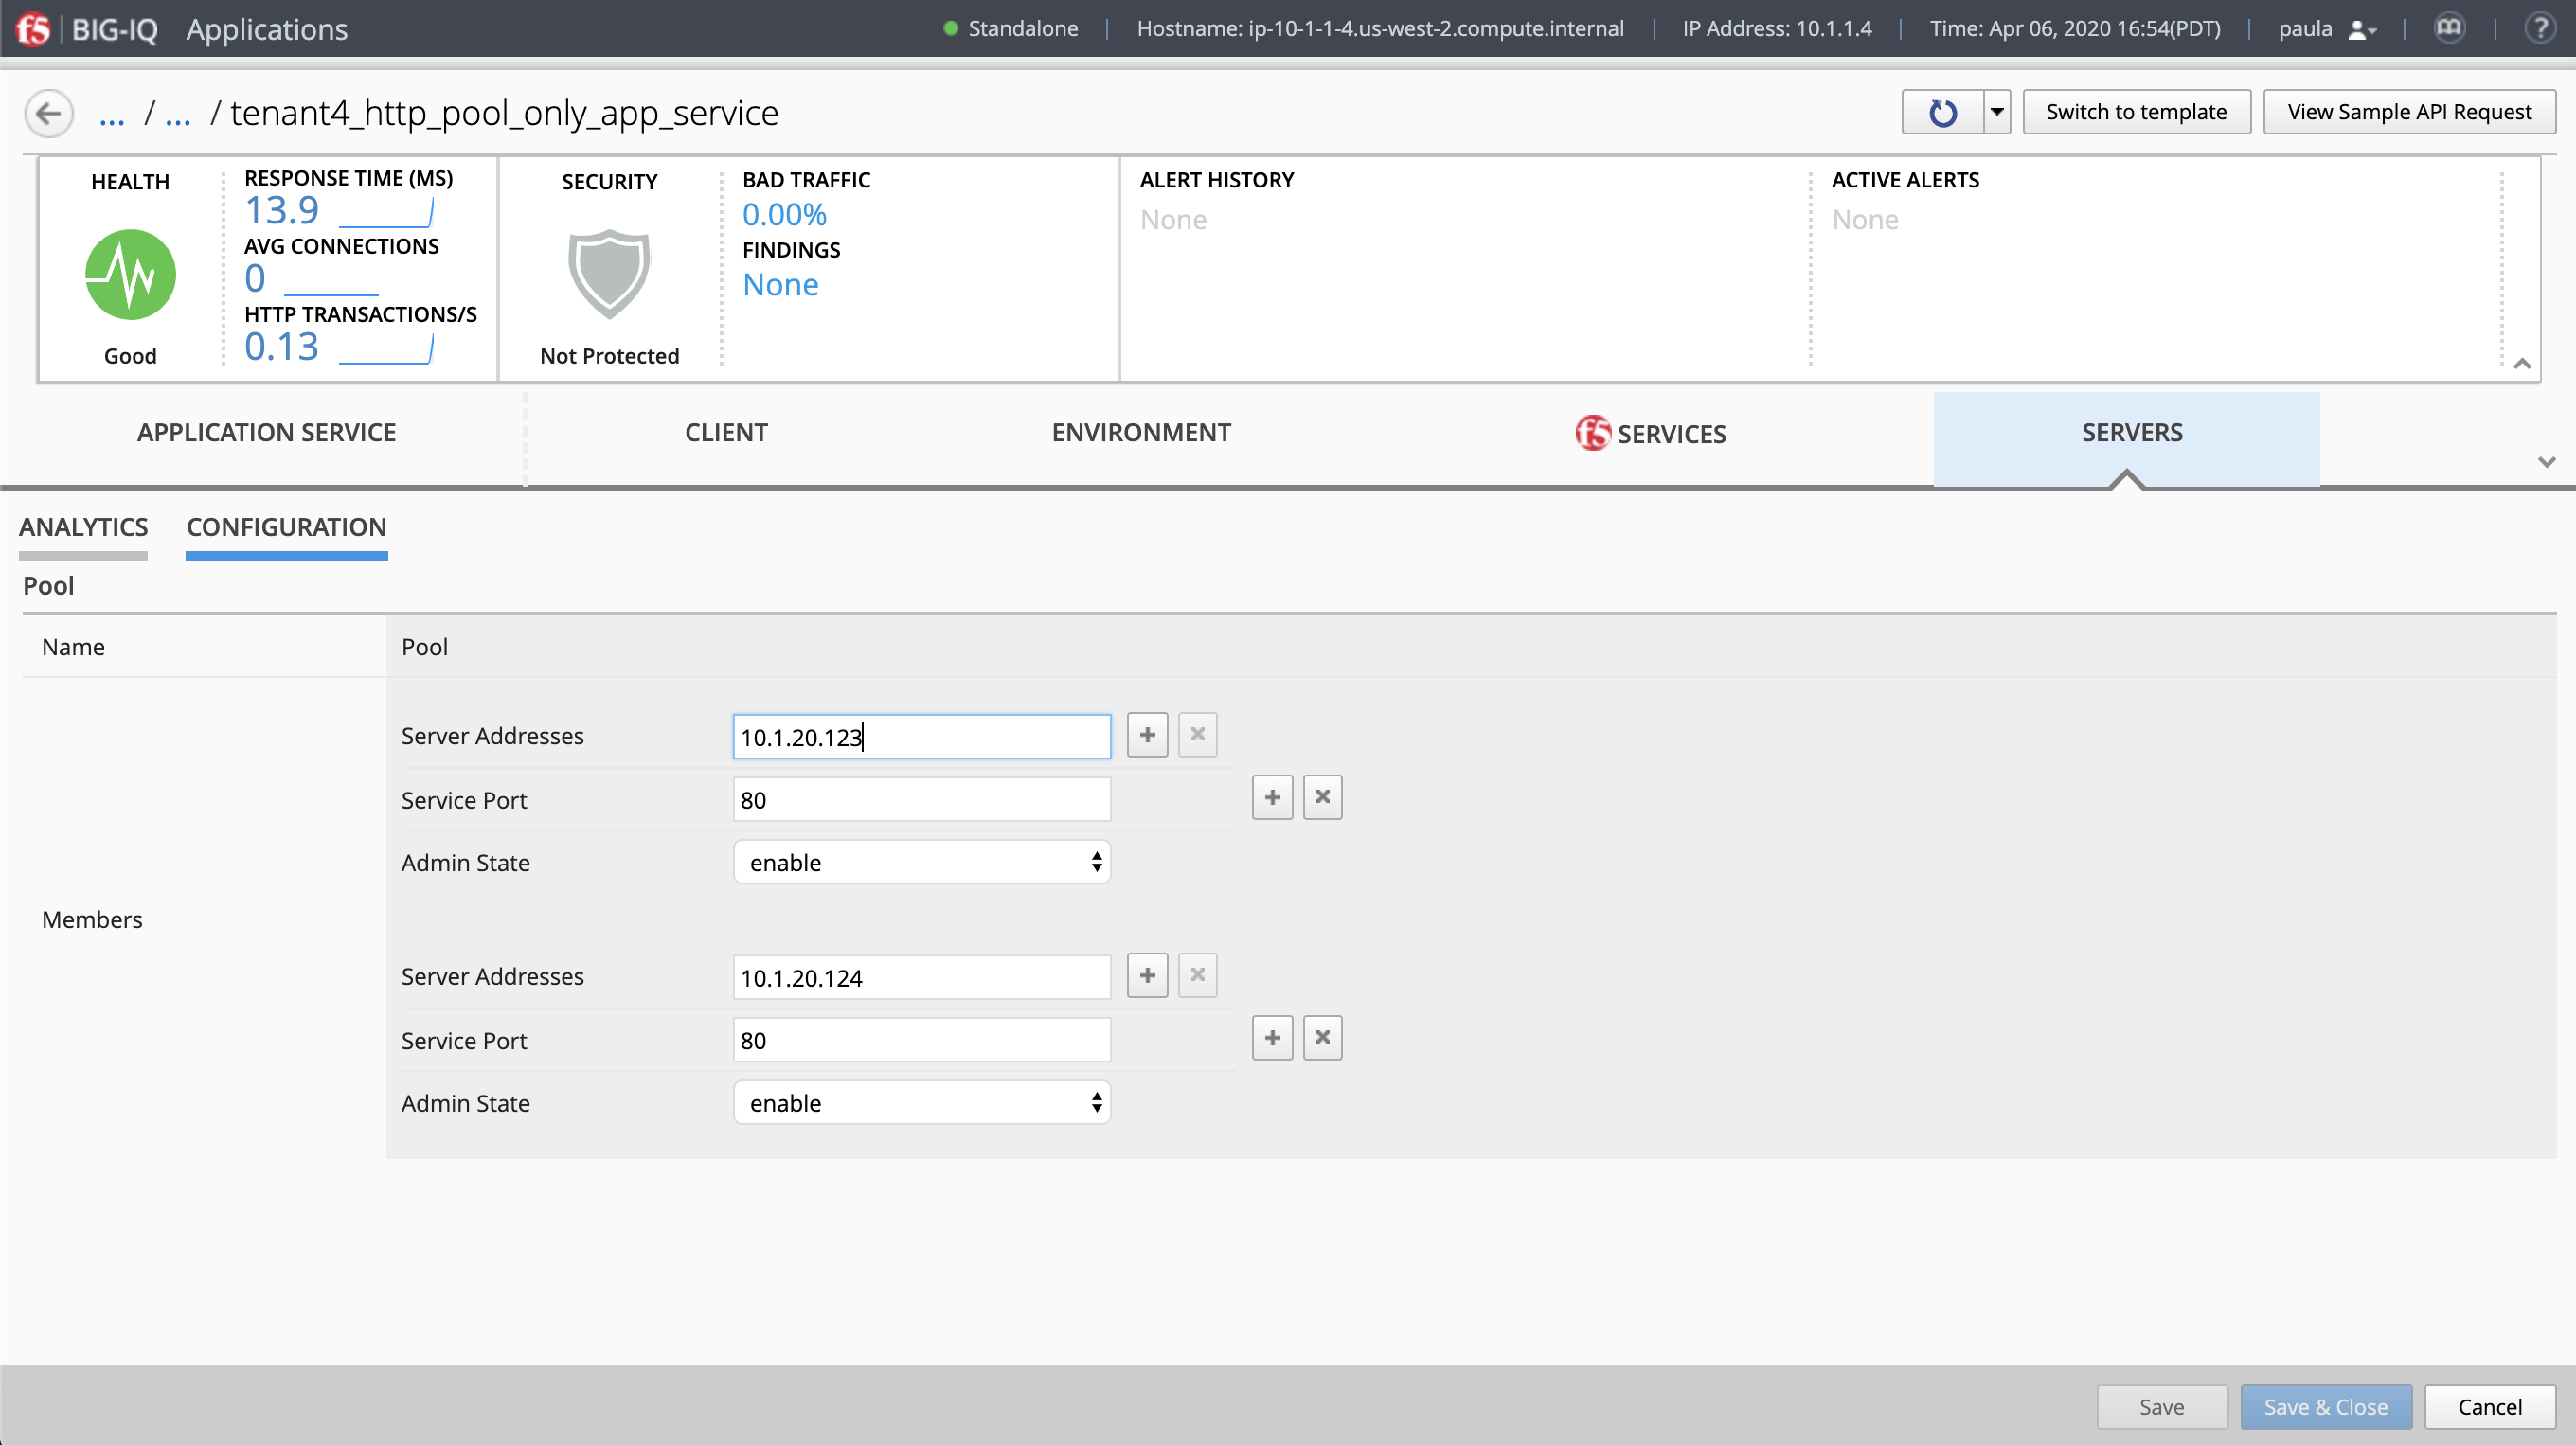 f5 BIG-IQ Applications Standalone Hostname: ip-10-1-1-4.us-west-2.compute.internal IP Address: 10.1.1.4 Time: Apr 06, 2020 16:54(PDT) paula ?
... / ... / tenant4_http_pool_only_app_service Switch to template View Sample API Request
HEALTH
Good
RESPONSE TIME (MS)
13.9
AVG CONNECTIONS
0
HTTP TRANSACTIONS/S
0.13
SECURITY
Not Protected
BAD TRAFFIC
0.00%
FINDINGS
None
ALERT HISTORY
None
ACTIVE ALERTS
None
APPLICATION SERVICE CLIENT ENVIRONMENT f5 SERVICES SERVERS
ANALYTICS CONFIGURATION
Pool
Name Pool
Members
Server Addresses 10.1.20.123
Service Port 80
Admin State enable
Server Addresses 10.1.20.124
Service Port 80
Admin State enable
Save Save & Close Cancel